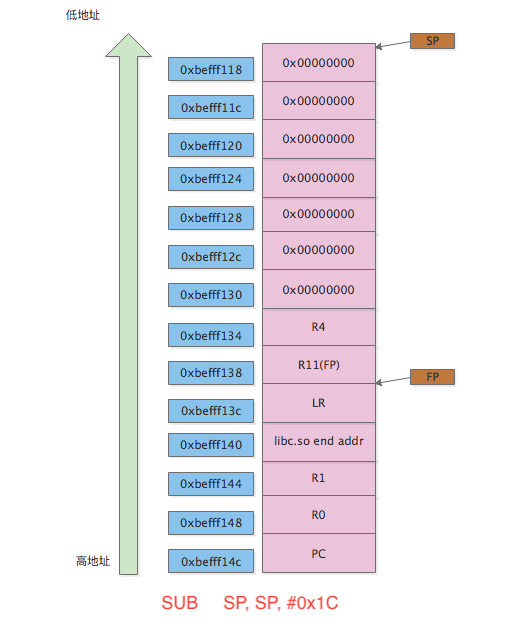 低地址
SP
0xbefff118 0x00000000
0xbefff11c 0x00000000
0xbefff120 0x00000000
0xbefff124 0x00000000
0xbefff128 0x00000000
0xbefff12c 0x00000000
0xbefff130 0x00000000
0xbefff134 R4
0xbefff138 R11(FP)
FP
0xbefff13c LR
0xbefff140 libc.so end addr
0xbefff144 R1
0xbefff148 R0
高地址 0xbefff14c PC
SUB SP, SP, #0x1C